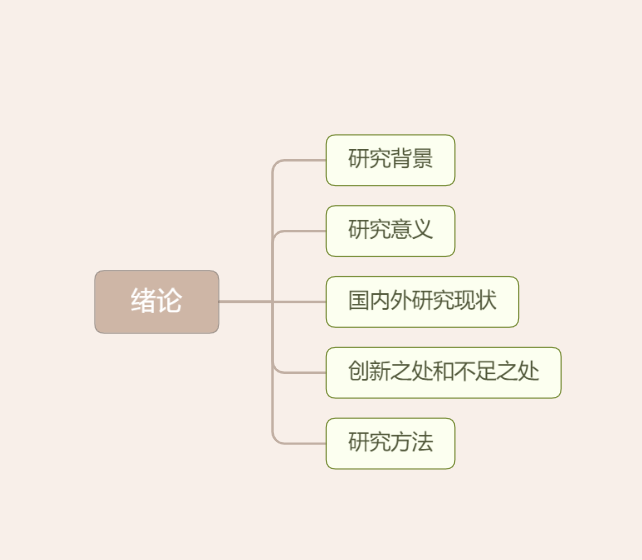 研究背景
研究意义
绪论
国内外研究现状
创新之处和不足之处
研究方法